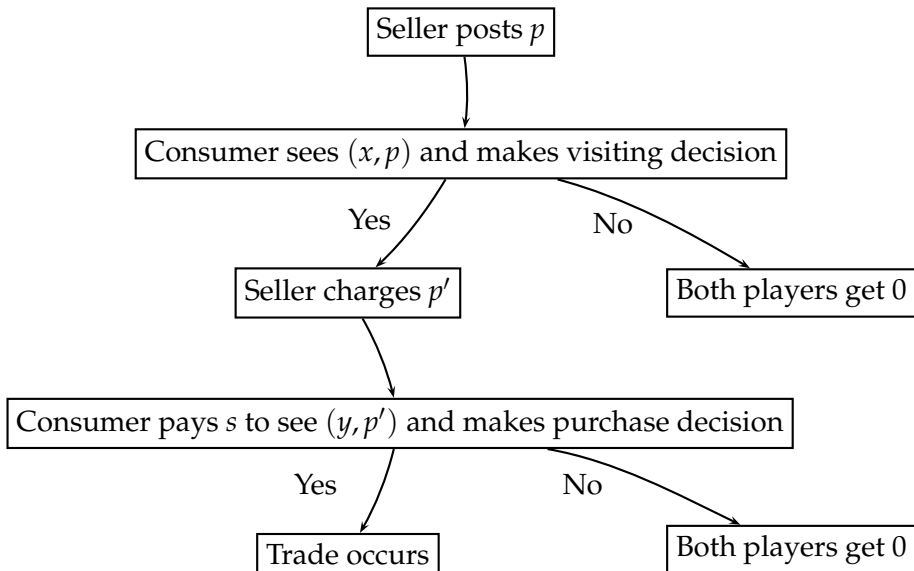 Seller posts p
Consumer sees (x, p) and makes visiting decision
Yes
No
Seller charges p′
Both players get 0
Consumer pays s to see (y, p′) and makes purchase decision
Yes
No
Trade occurs
Both players get 0